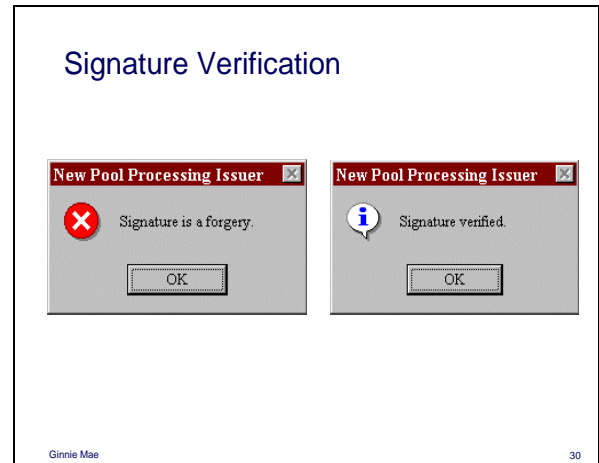 Signature Verification
New Pool Processing Issuer
Signature is a forgery.
OK
New Pool Processing Issuer
Signature verified.
OK
Ginnie Mae
30